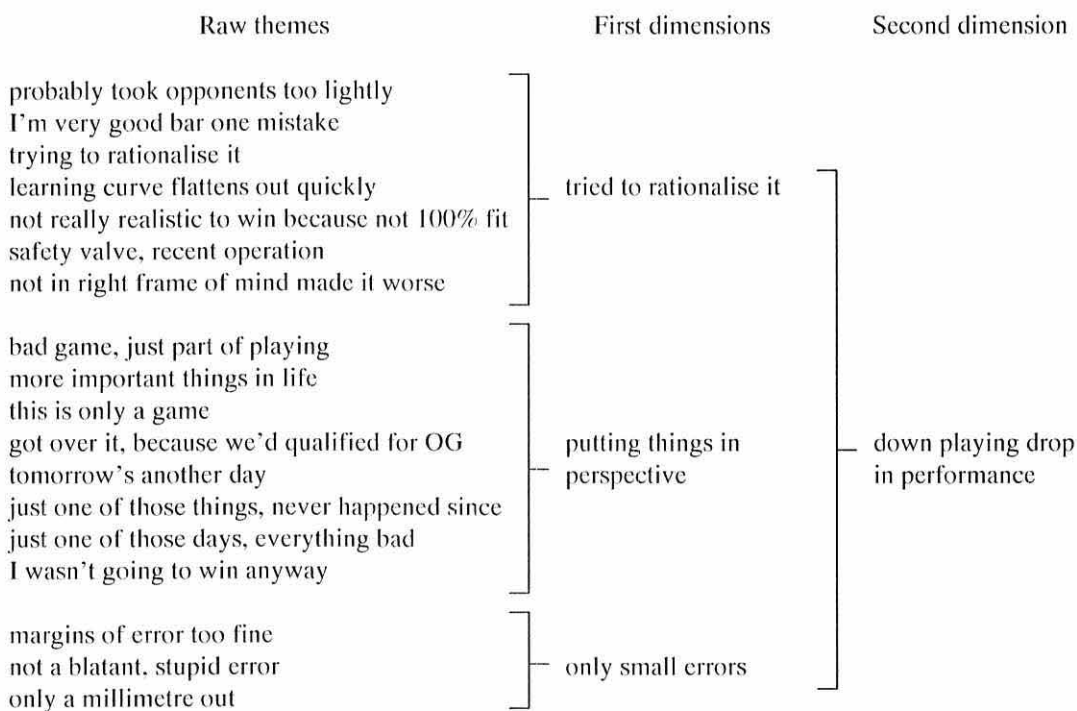 Raw themes First dimensions Second dimension
probably took opponents too lightly
I'm very good bar one mistake
trying to rationalise it
learning curve flattens out quickly
not really realistic to win because not 100% fit
safety valve, recent operation
not in right frame of mind made it worse
tried to rationalise it
bad game, just part of playing
more important things in life
this is only a game
got over it, because we'd qualified for OG
tomorrow's another day
just one of those things, never happened since
just one of those days, everything bad
I wasn't going to win anyway
putting things in
perspective
margins of error too fine
not a blatant, stupid error
only a millimetre out
only small errors
down playing drop
in performance